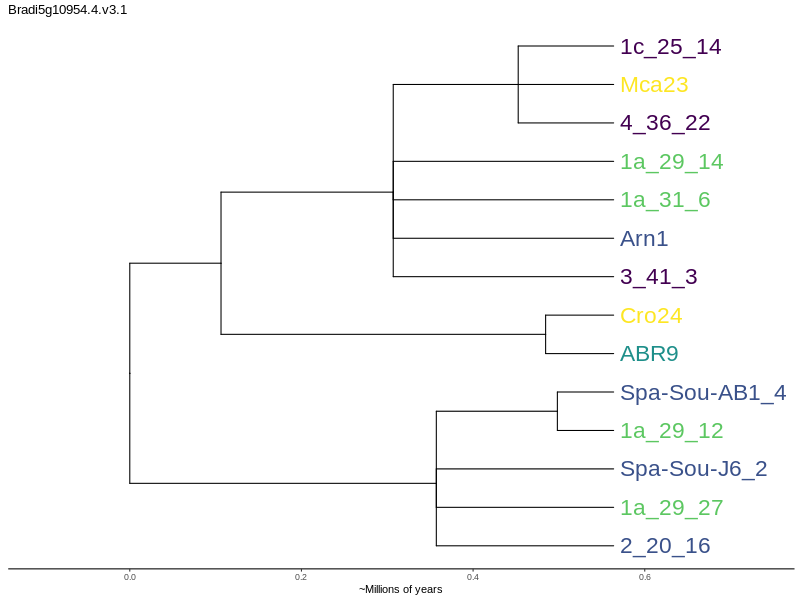 Bradi5g10954.4.v3.1
1c_25_14
Mca23
4_36_22
1a_29_14
1a_31_6
Arn1
3_41_3
Cro24
ABR9
Spa-Sou-AB1_4
1a_29_12
Spa-Sou-J6_2
1a_29_27
2_20_16
0.0 0.2 0.4 0.6
~Millions of years